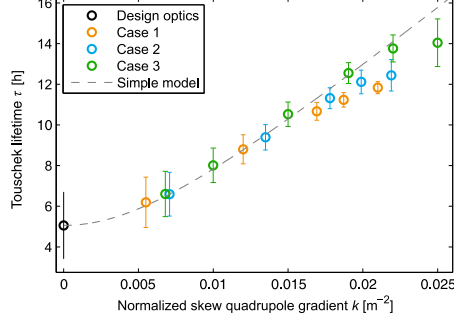 16
14
12
10
8
6
4
Touschek lifetime τ [h]
Design optics
Case 1
Case 2
Case 3
Simple model
0 0.005 0.01 0.015 0.02 0.025
Normalized skew quadrupole gradient k [m⁻²]